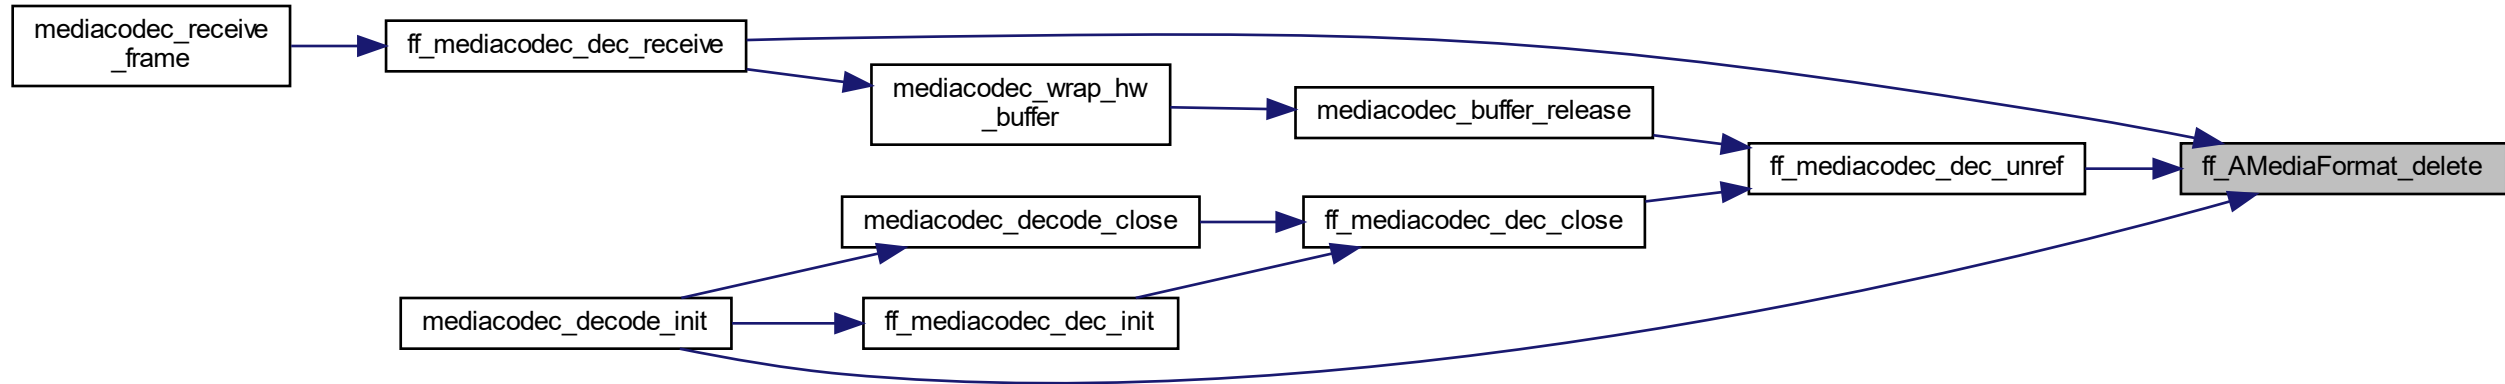 mediacodec_receive
_frame
ff_mediacodec_dec_receive
mediacodec_wrap_hw
_buffer
mediacodec_buffer_release
ff_mediacodec_dec_unref
ff_AMediaFormat_delete
mediacodec_decode_close
ff_mediacodec_dec_close
mediacodec_decode_init
ff_mediacodec_dec_init